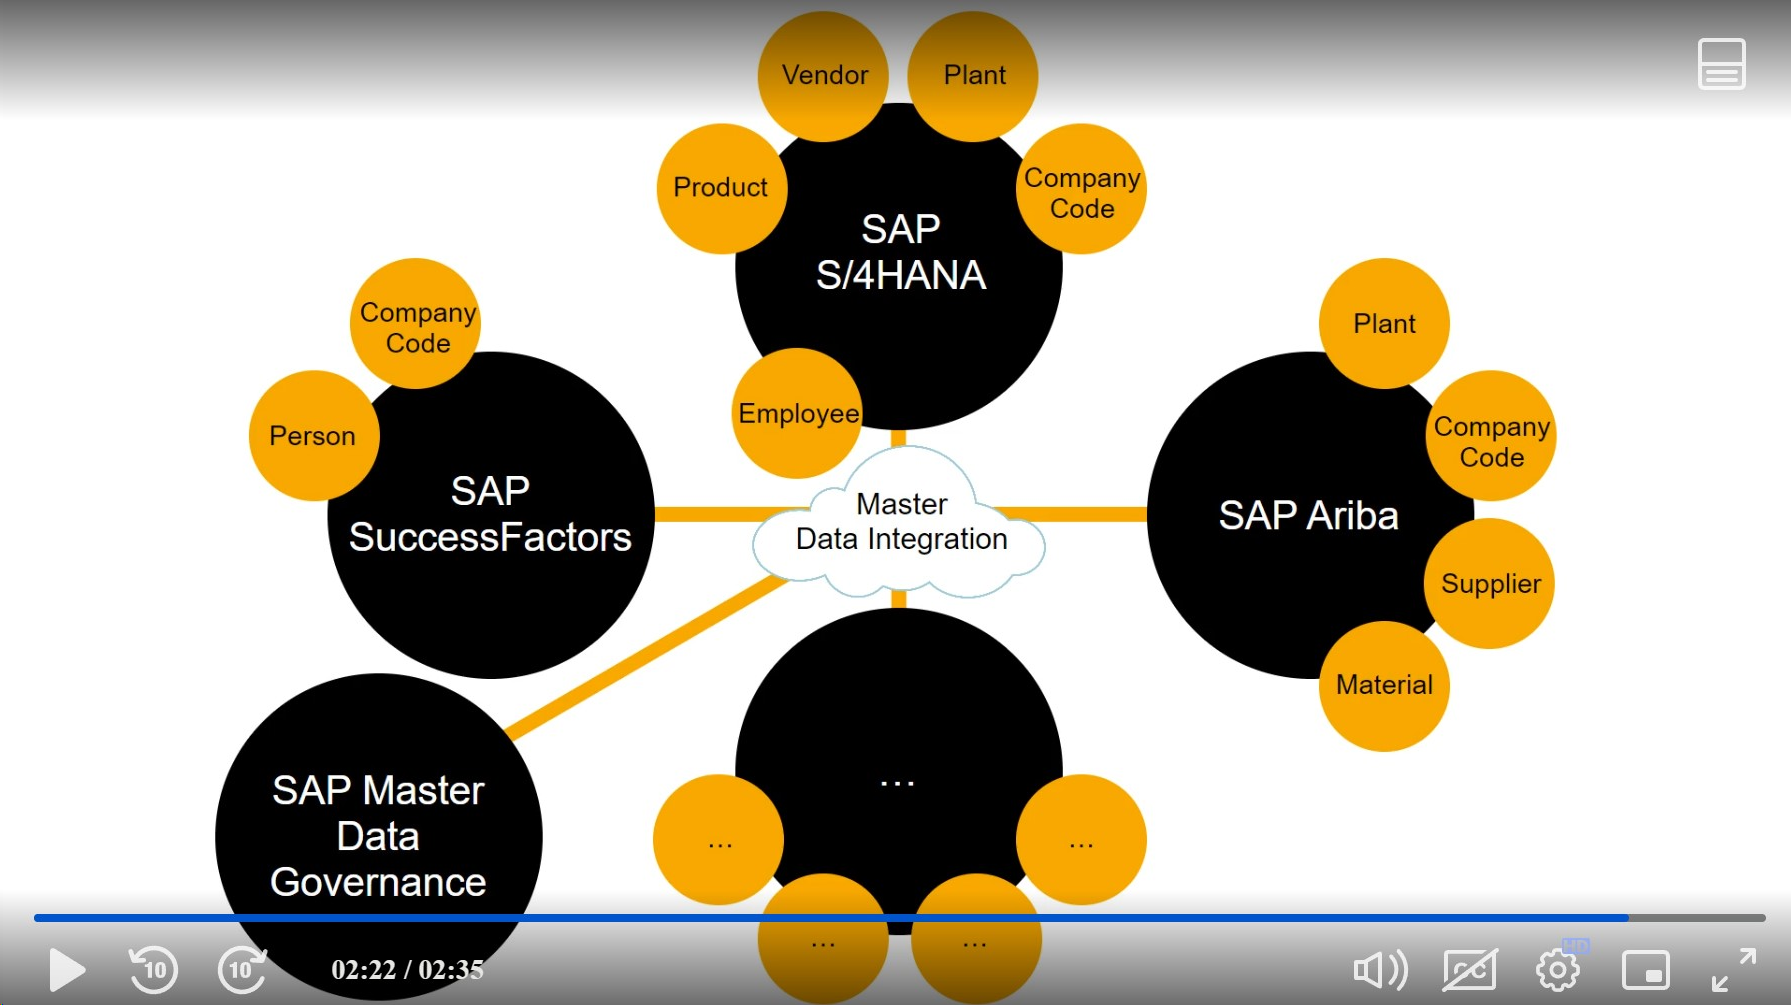 Vendor
Plant
Product
Company
Code
SAP
S/4HANA
Employee
Company
Code
Person
SAP
SuccessFactors
Master
Data Integration
Plant
Company
Code
SAP Ariba
Supplier
Material
SAP Master
Data
Governance
...
...
...
...
...
10
10
02:22 / 02:35
CC
HD